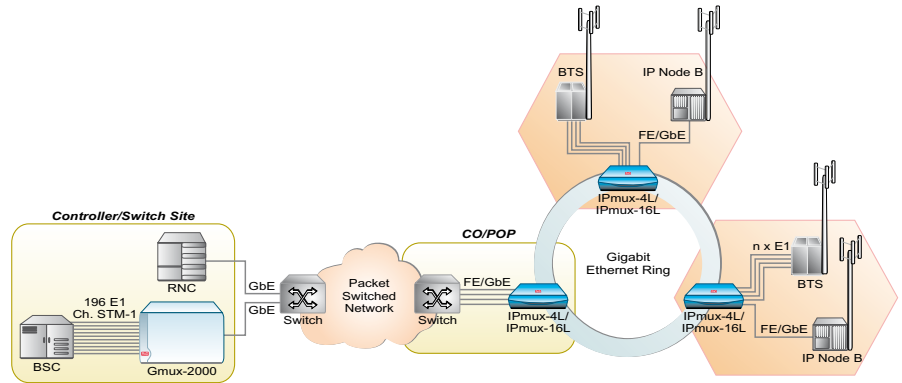 BTS
IP Node B
FE/GbE
IPmux-4L/
IPmux-16L
Controller/Switch Site
RNC
196 E1
Ch. STM-1
BSC
Gmux-2000
GbE
GbE
Switch
Packet
Switched
Network
CO/POP
Switch
FE/GbE
IPmux-4L/
IPmux-16L
Gigabit
Ethernet Ring
n x E1
BTS
IPmux-4L/
IPmux-16L
FE/GbE
IP Node B